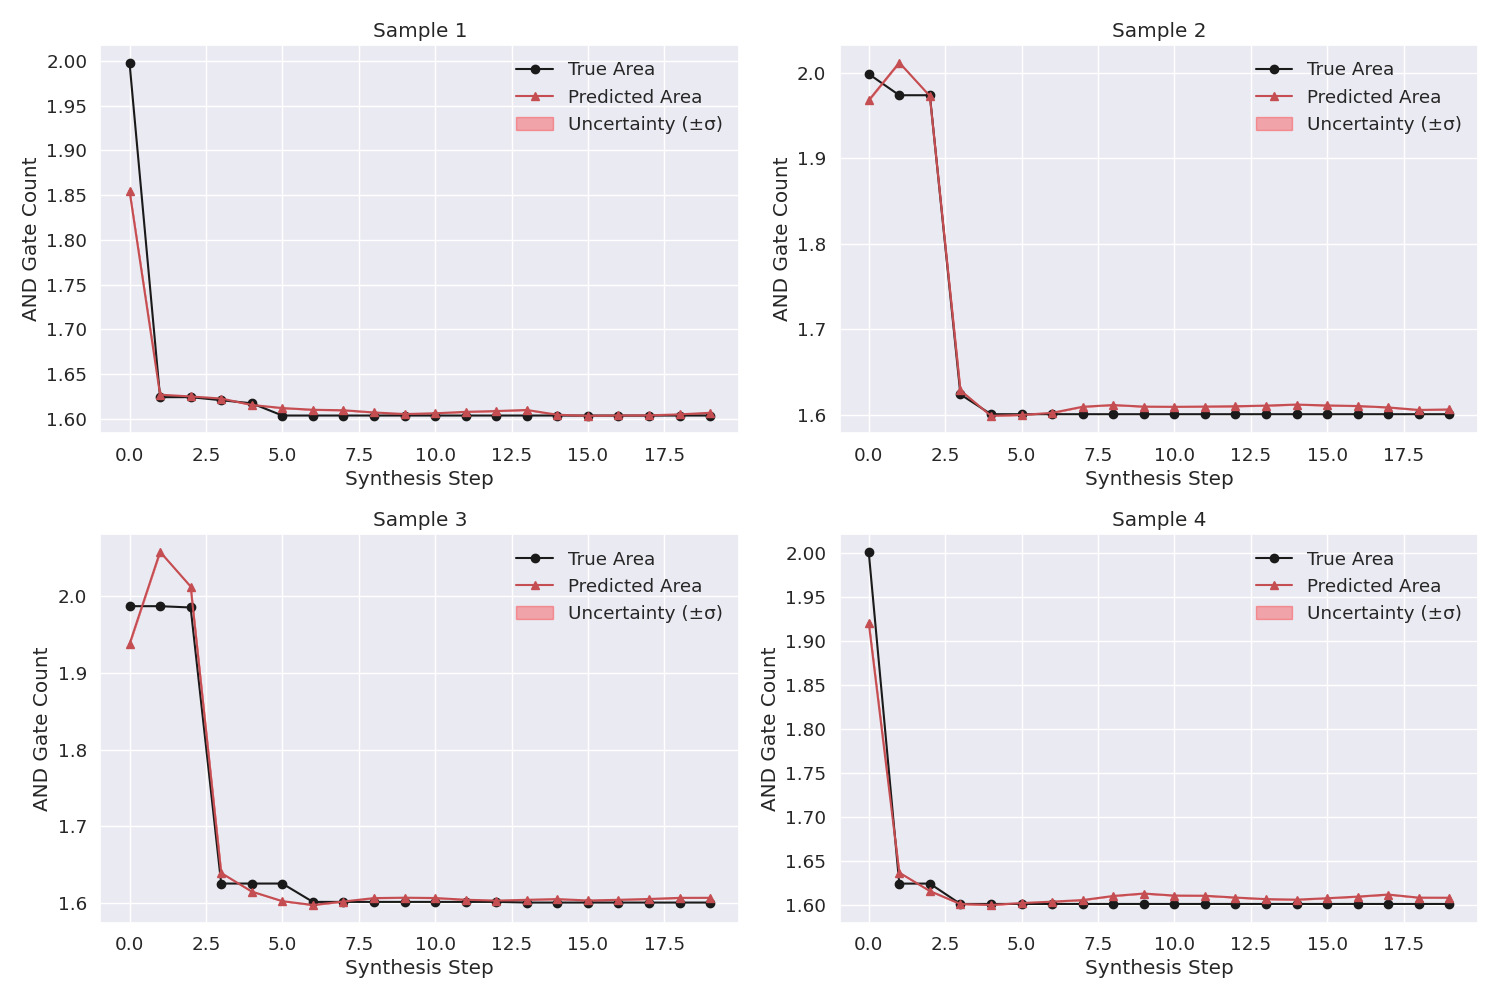 Sample 1
2.00
1.95
1.90
1.85
1.80
1.75
1.70
1.65
1.60
AND Gate Count
True Area
Predicted Area
Uncertainty (±σ)
0.0 2.5 5.0 7.5 10.0 12.5 15.0 17.5
Synthesis Step
Sample 2
2.0
1.9
1.8
1.7
1.6
AND Gate Count
True Area
Predicted Area
Uncertainty (±σ)
0.0 2.5 5.0 7.5 10.0 12.5 15.0 17.5
Synthesis Step
Sample 3
2.0
1.9
1.8
1.7
1.6
AND Gate Count
True Area
Predicted Area
Uncertainty (±σ)
0.0 2.5 5.0 7.5 10.0 12.5 15.0 17.5
Synthesis Step
Sample 4
2.00
1.95
1.90
1.85
1.80
1.75
1.70
1.65
1.60
AND Gate Count
True Area
Predicted Area
Uncertainty (±σ)
0.0 2.5 5.0 7.5 10.0 12.5 15.0 17.5
Synthesis Step